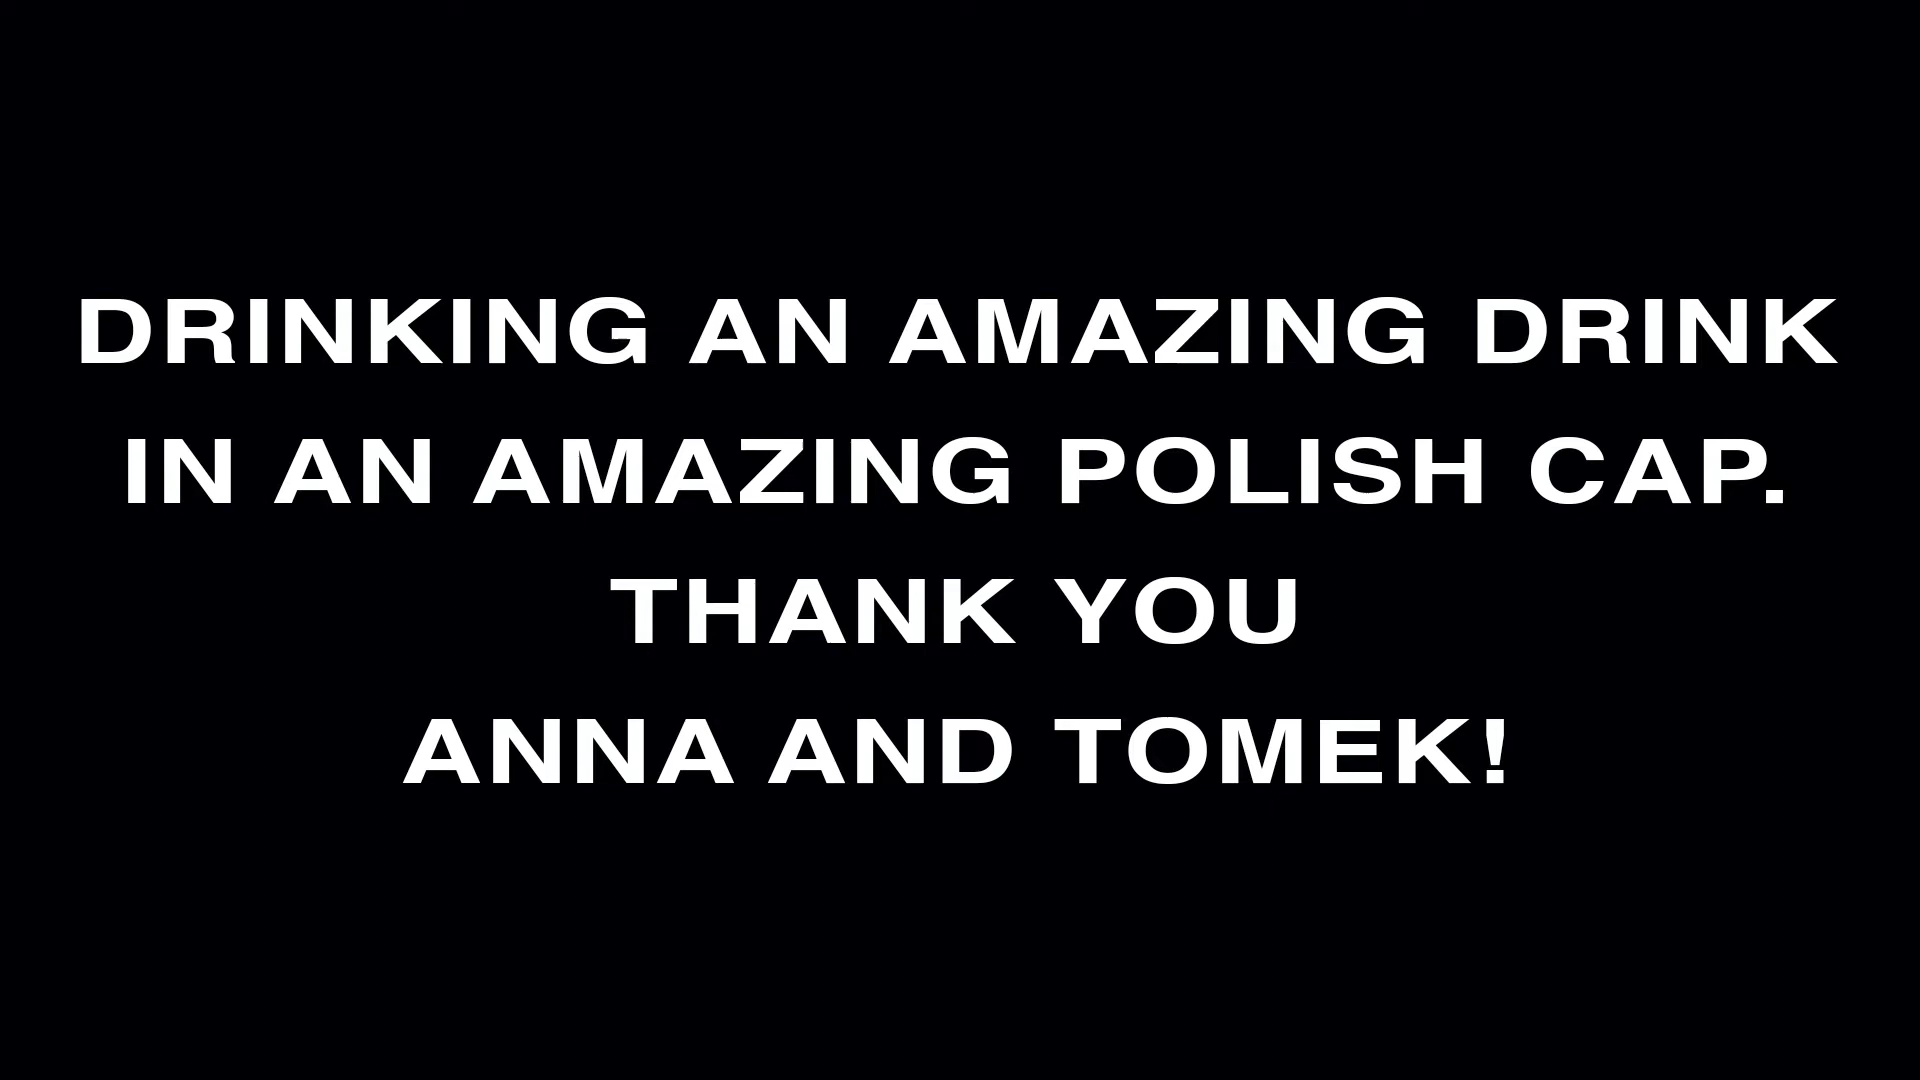 DRINKING AN AMAZING DRINK
IN AN AMAZING POLISH CAP.
THANK YOU
ANNA AND TOMEK!